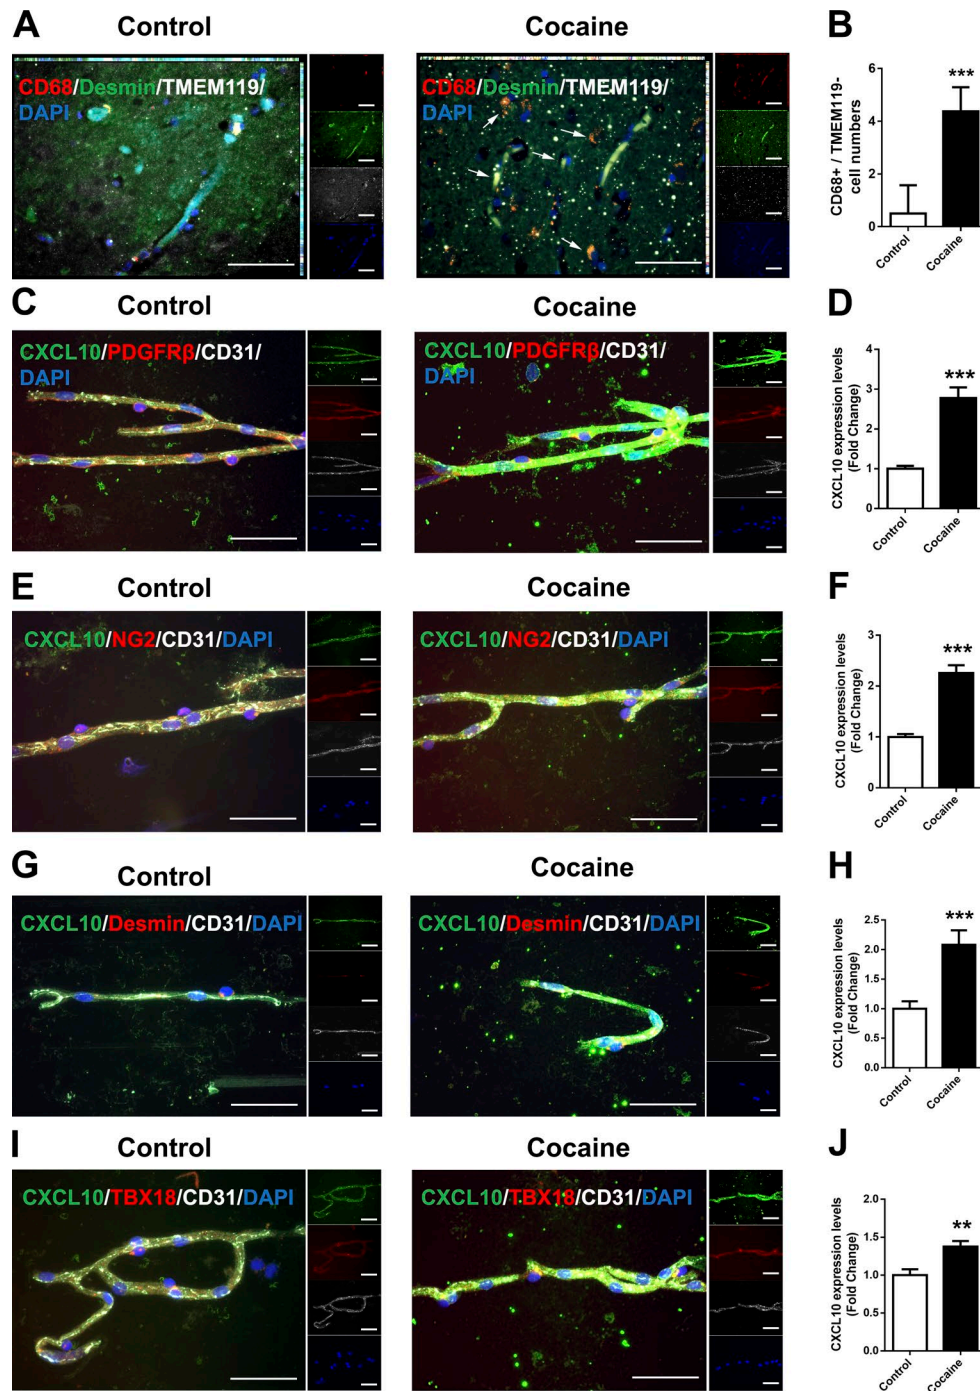 A
Control
Cocaine
B
CD68/Desmin/TMEM119/
DAPI
CD68/Desmin/TMEM119/
DAPI
CD68+ / TMEM119-
cell numbers
6
4
2
0
***
Control
Cocaine
C
Control
Cocaine
D
CXCL10/PDGFRβ/CD31/
DAPI
CXCL10/PDGFRβ/CD31/
DAPI
CXCL10 expression levels
(Fold Change)
4
3
2
1
0
***
Control
Cocaine
E
Control
Cocaine
F
CXCL10/NG2/CD31/DAPI
CXCL10/NG2/CD31/DAPI
CXCL10 expression levels
(Fold Change)
3
2
1
0
***
Control
Cocaine
G
Control
Cocaine
H
CXCL10/Desmin/CD31/DAPI
CXCL10/Desmin/CD31/DAPI
CXCL10 expression levels
(Fold Change)
2.5
2.0
1.5
1.0
0.5
0.0
***
Control
Cocaine
I
Control
Cocaine
J
CXCL10/TBX18/CD31/DAPI
CXCL10/TBX18/CD31/DAPI
CXCL10 expression levels
(Fold Change)
2.0
1.5
1.0
0.5
0.0
**
Control
Cocaine